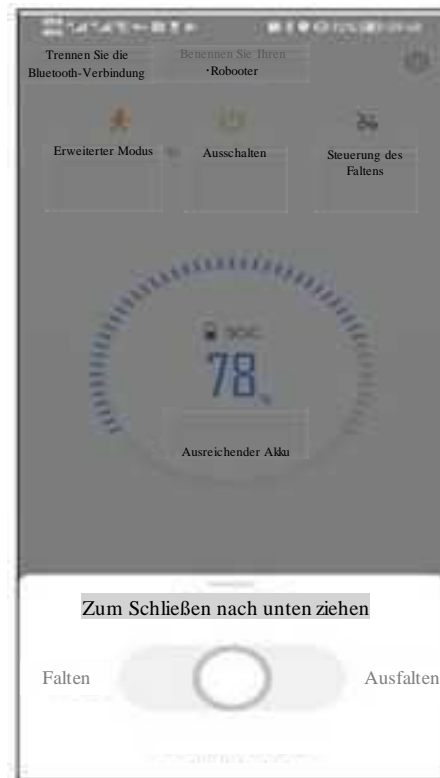 Trennen Sie die
Bluetooth-Verbindung
Benennen Sie Ihren
·Robooter
Erweiterter Modus
Ausschalten
Steuerung des
Faltens
SOC
78
%
Ausreichender Akku
Zum Schließen nach unten ziehen
Falten
Ausfalten